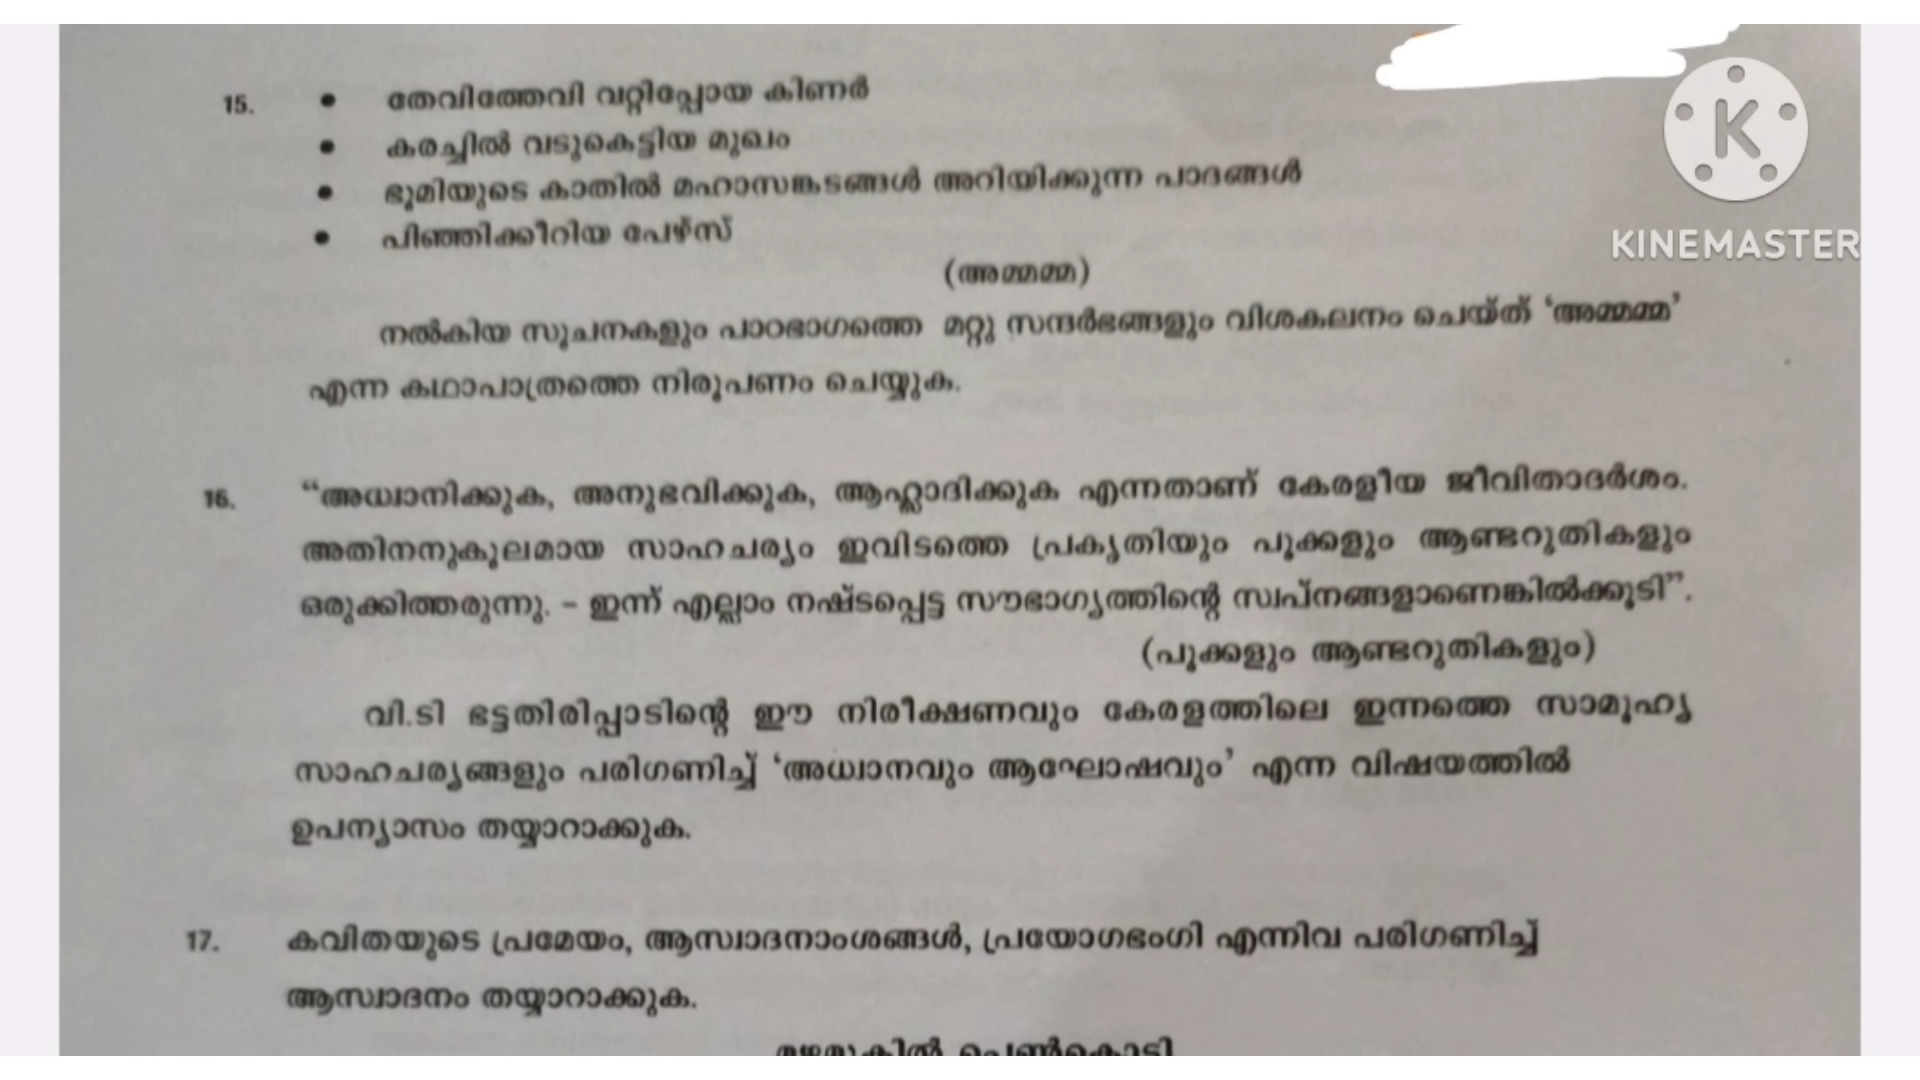 15. • തേവിത്തേവി വറ്റിപ്പോയ കിണർ
• കരച്ചിൽ വടുകെട്ടിയ മുഖം
• ഭൂമിയുടെ കാതിൽ മഹാസങ്കടങ്ങൾ അറിയിക്കുന്ന പാദങ്ങൾ
• പിഞ്ഞിക്കീറിയ പേഴ്സ്
(അമ്മമ്മ)
നൽകിയ സൂചനകളും പാഠഭാഗത്തെ മറ്റു സന്ദർഭങ്ങളും വിശകലനം ചെയ്ത് ‘അമ്മമ്മ’
എന്ന കഥാപാത്രത്തെ നിരൂപണം ചെയ്യുക.
16. “അധ്വാനിക്കുക, അനുഭവിക്കുക, ആഹ്ലാദിക്കുക എന്നതാണ് കേരളീയ ജീവിതാദർശം.
അതിനനുകൂലമായ സാഹചര്യം ഇവിടത്തെ പ്രകൃതിയും പൂക്കളും ആണ്ടറുതികളും
ഒരുക്കിത്തരുന്നു. – ഇന്ന് എല്ലാം നഷ്ടപ്പെട്ട സൗഭാഗ്യത്തിന്റെ സ്വപ്നങ്ങളാണെങ്കിൽക്കൂടി”.
(പൂക്കളും ആണ്ടറുതികളും)
വി.ടി ഭട്ടതിരിപ്പാടിന്റെ ഈ നിരീക്ഷണവും കേരളത്തിലെ ഇന്നത്തെ സാമൂഹ്യ
സാഹചര്യങ്ങളും പരിഗണിച്ച് ‘അധ്വാനവും ആഘോഷവും’ എന്ന വിഷയത്തിൽ
ഉപന്യാസം തയ്യാറാക്കുക.
17. കവിതയുടെ പ്രമേയം, ആസ്വാദനാംശങ്ങൾ, പ്രയോഗഭംഗി എന്നിവ പരിഗണിച്ച്
ആസ്വാദനം തയ്യാറാക്കുക.
K
KINEMASTER